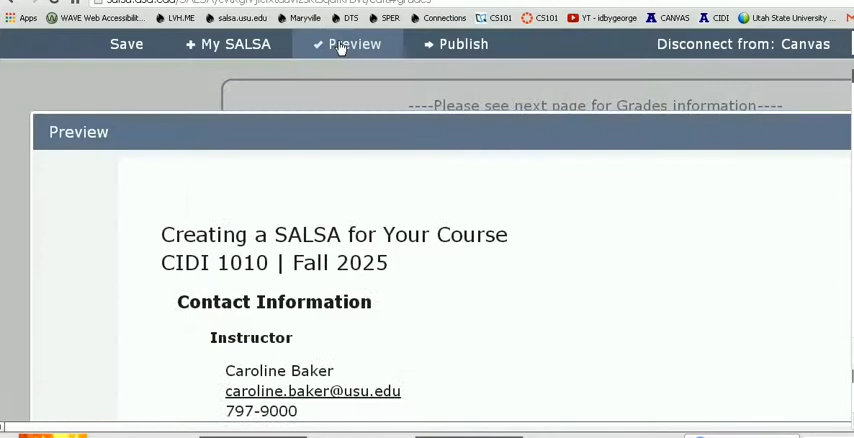 Apps WAVE Web Accessibilit... LVH.ME salsa.usu.edu Maryville DTS SPER Connections CS101 CS101 YT - idbygeorge CANVAS CIDI Utah State University ...
Save My SALSA Preview Publish Disconnect from: Canvas
----Please see next page for Grades information----
Preview
Creating a SALSA for Your Course
CIDI 1010 | Fall 2025
Contact Information
Instructor
Caroline Baker
caroline.baker@usu.edu
797-9000